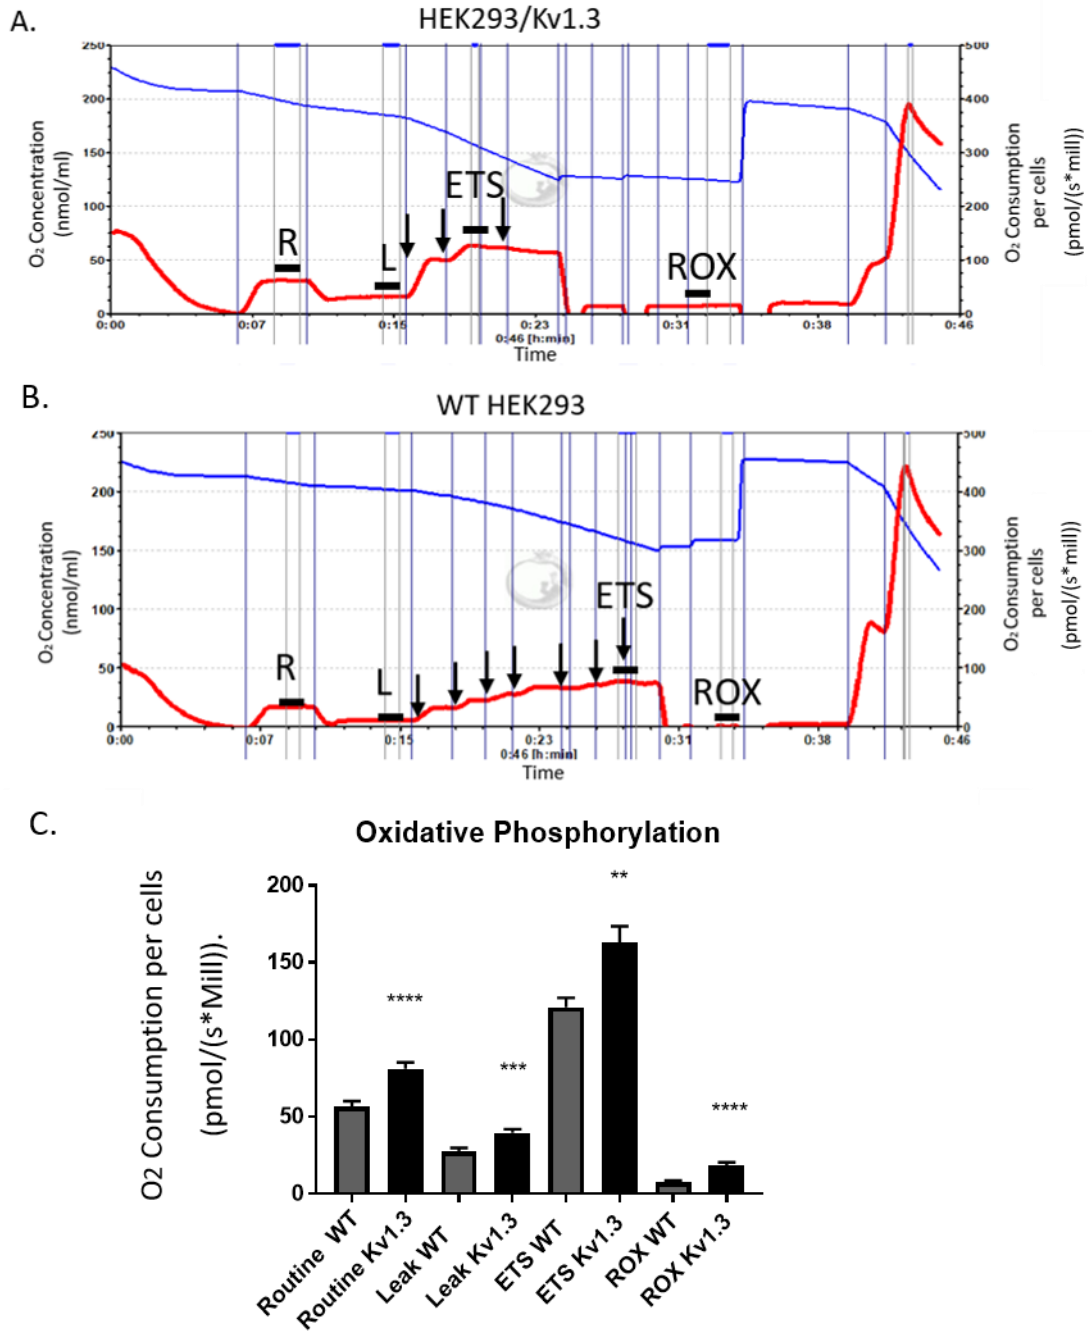 A.
HEK293/Kv1.3
250
200
150
100
50
0
O₂ Concentration
(nmol/ml)
500
400
300
200
100
0
O₂ Consumption
per cells
(pmol/(s*mill))
R
L
ETS
ROX
0:00
0:07
0:15
0:23
0:31
0:38
0:46
0:46 [h:min]
Time
B.
WT HEK293
250
200
150
100
50
0
O₂Concentration
(nmol/ml)
500
400
300
200
100
0
O₂ Consumption
per cells
(pmol/(s*mill))
R
L
ETS
ROX
0:00
0:07
0:15
0:23
0:31
0:38
0:46
0:46 [h:min]
Time
C.
Oxidative Phosphorylation
O2 Consumption per cells
(pmol/(s*Mill)).
200
150
100
50
0
****
***
**
****
Routine WT
Routine Kv1.3
Leak WT
Leak Kv1.3
ETS WT
ETS Kv1.3
ROX WT
ROX Kv1.3